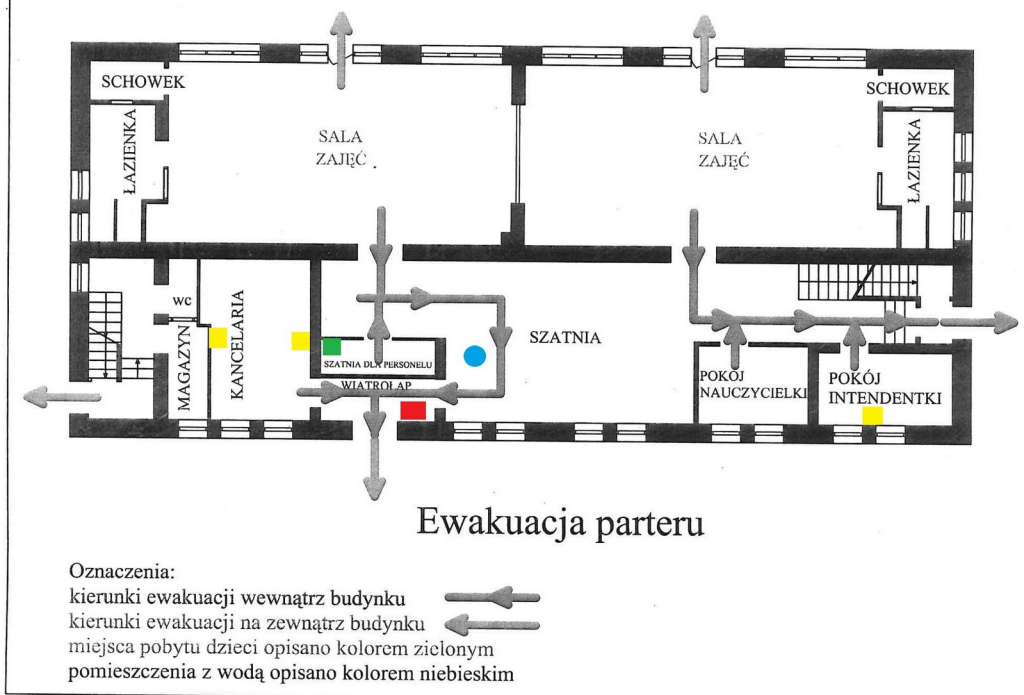 SCHOWEK
SCHOWEK
ŁAZIENKA
SALA
ZAJĘĆ
SALA
ZAJĘĆ
ŁAZIENKA
wc
MAGAZYN
KANCELARIA
SZATNIA DLA PERSONELU
WIATROŁAP
SZATNIA
POKÓJ
NAUCZYCIELKI
POKÓJ
INTENDENTKI
Ewakuacja parteru
Oznaczenia:
kierunki ewakuacji wewnątrz budynku
kierunki ewakuacji na zewnątrz budynku
miejsca pobytu dzieci opisano kolorem zielonym
pomieszczenia z wodą opisano kolorem niebieskim